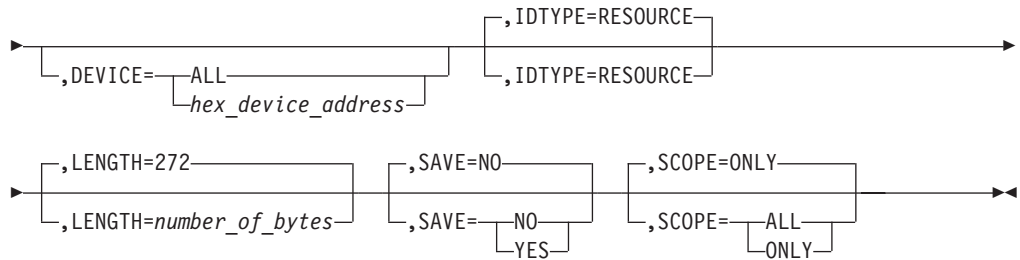 ,IDTYPE=RESOURCE
,DEVICE= ALL ,IDTYPE=RESOURCE
hex_device_address
,LENGTH=272 ,SAVE=NO ,SCOPE=ONLY
,LENGTH=number_of_bytes ,SAVE= NO ,SCOPE= ALL
YES ONLY